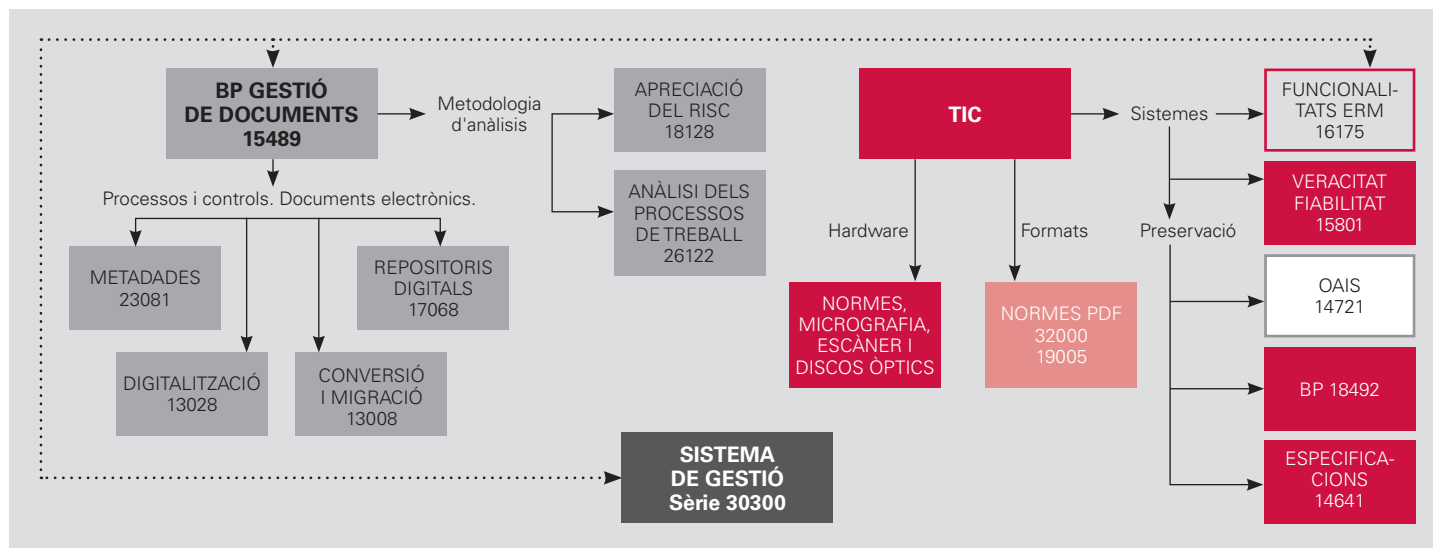 BP GESTIÓ
DE DOCUMENTS
15489
Metodologia
d'anàlisi
APRECIACIÓ
DEL RISC
18128
ANÀLISI DELS
PROCESSOS
DE TREBALL
26122
Processos i controls. Documents electrònics.
METADADES
23081
REPOSITORIS
DIGITALS
17068
DIGITALITZACIÓ
13028
CONVERSIÓ
I MIGRACIÓ
13008
SISTEMA
DE GESTIÓ
Sèrie 30300
TIC
Sistemes
Hardware
Formats
Preservació
NORMES,
MICROGRAFIA,
ESCÀNER I
DISCOS ÒPTICS
NORMES PDF
32000
19005
FUNCIONALI-
TATS ERM
16175
VERACITAT
FIABILITAT
15801
OAIS
14721
BP 18492
ESPECIFICA-
CIONS
14641